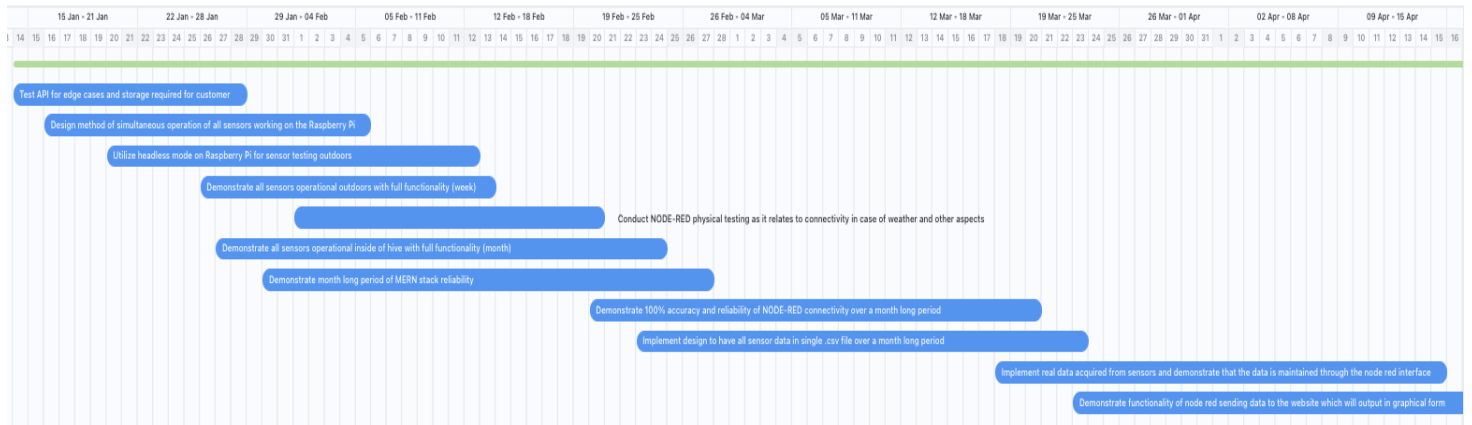 15 Jan - 21 Jan 22 Jan - 28 Jan 29 Jan - 04 Feb 05 Feb - 11 Feb 12 Feb - 18 Feb 19 Feb - 25 Feb 26 Feb - 04 Mar 05 Mar - 11 Mar 12 Mar - 18 Mar 19 Mar - 25 Mar 26 Mar - 01 Apr 02 Apr - 08 Apr 09 Apr - 15 Apr
14 15 16 17 18 19 20 21 22 23 24 25 26 27 28 29 30 31 1 2 3 4 5 6 7 8 9 10 11 12 13 14 15 16 17 18 19 20 21 22 23 24 25 26 27 28 1 2 3 4 5 6 7 8 9 10 11 12 13 14 15 16 17 18 19 20 21 22 23 24 25 26 27 28 29 30 31 1 2 3 4 5 6 7 8 9 10 11 12 13 14 15 16
Test API for edge cases and storage required for customer
Design method of simultaneous operation of all sensors working on the Raspberry Pi
Utilize headless mode on Raspberry Pi for sensor testing outdoors
Demonstrate all sensors operational outdoors with full functionality (week)
Conduct NODE-RED physical testing as it relates to connectivity in case of weather and other aspects
Demonstrate all sensors operational inside of hive with full functionality (month)
Demonstrate month long period of MERN stack reliability
Demonstrate 100% accuracy and reliability of NODE-RED connectivity over a month long period
Implement design to have all sensor data in single .csv file over a month long period
Implement real data acquired from sensors and demonstrate that the data is maintained through the node red interface
Demonstrate functionality of node red sending data to the website which will output in graphical form